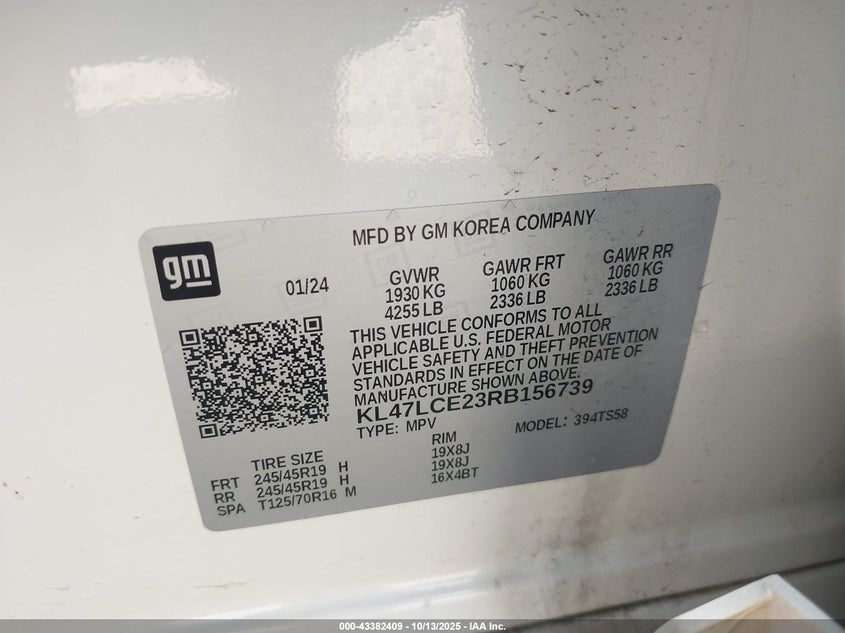 MFD BY GM KOREA COMPANY
gm
01/24
GVWR
1930 KG
4255 LB
GAWR FRT
1060 KG
2336 LB
GAWR RR
1060 KG
2336 LB
THIS VEHICLE CONFORMS TO ALL
APPLICABLE U.S. FEDERAL MOTOR
VEHICLE SAFETY AND THEFT PREVENTION
STANDARDS IN EFFECT ON THE DATE OF
MANUFACTURE SHOWN ABOVE.
KL47LCE23RB156739
TYPE: MPV MODEL: 394TS58
TIRE SIZE RIM
FRT 245/45R19 H 19X8J
RR 245/45R19 H 19X8J
SPA T125/70R16 M 16X4BT
000-43382409 - 10/13/2025 - IAA Inc.